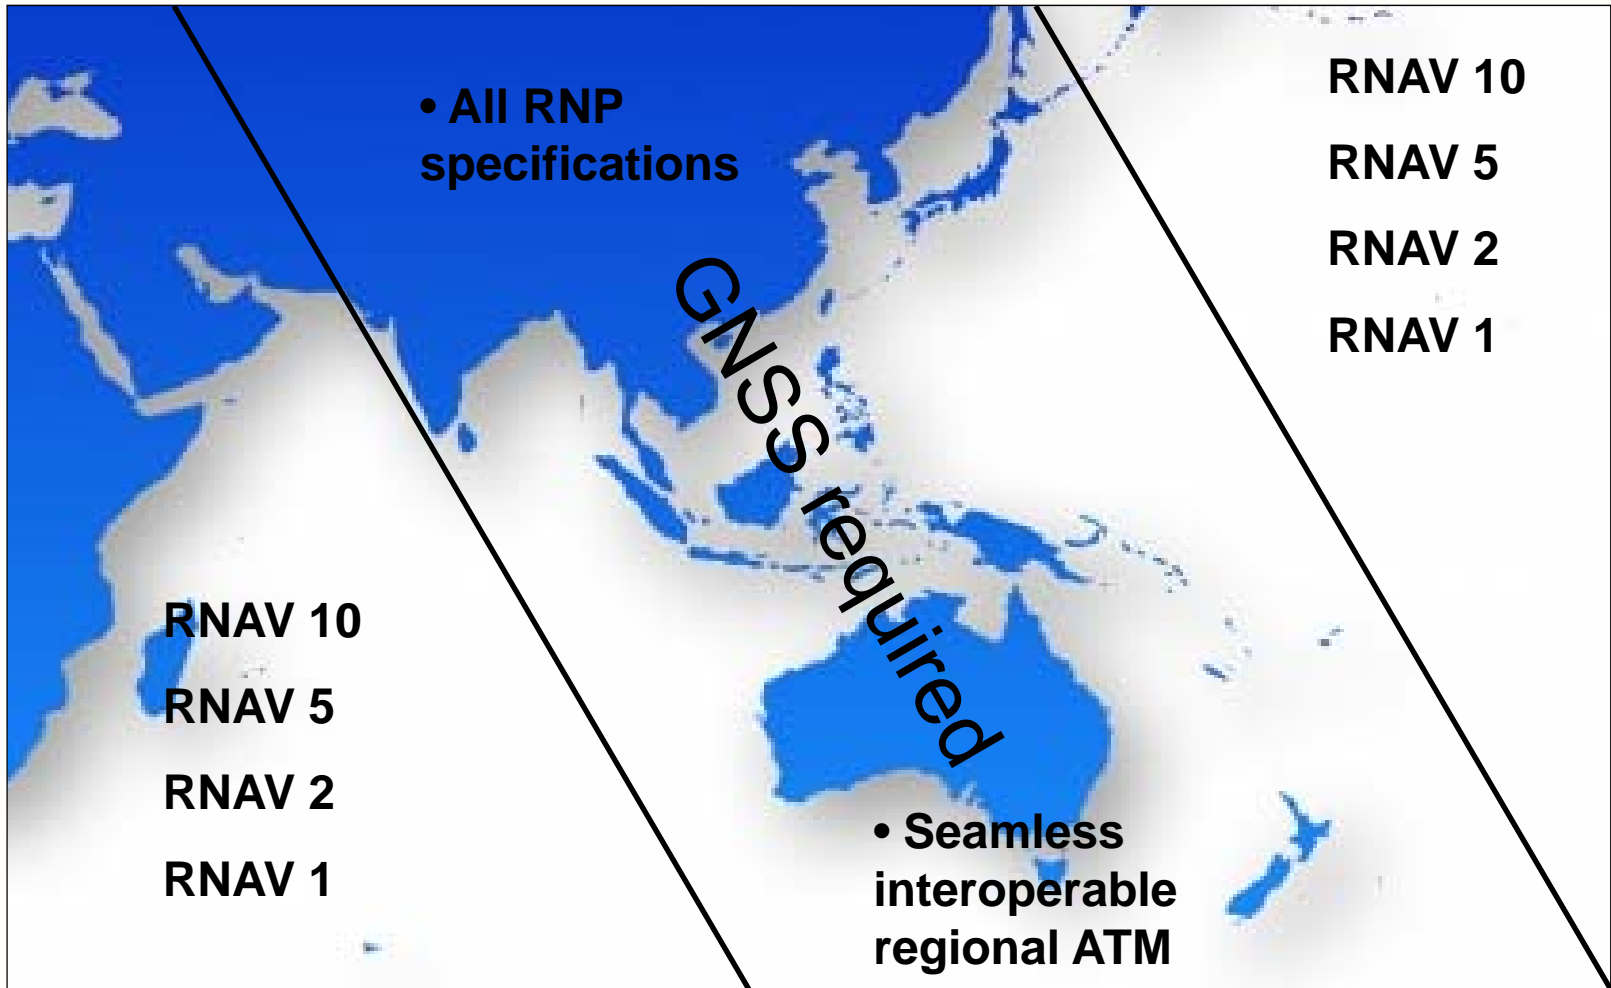 • All RNP
specifications
RNAV 10
RNAV 5
RNAV 2
RNAV 1
GNSS required
RNAV 10
RNAV 5
RNAV 2
RNAV 1
• Seamless
interoperable
regional ATM